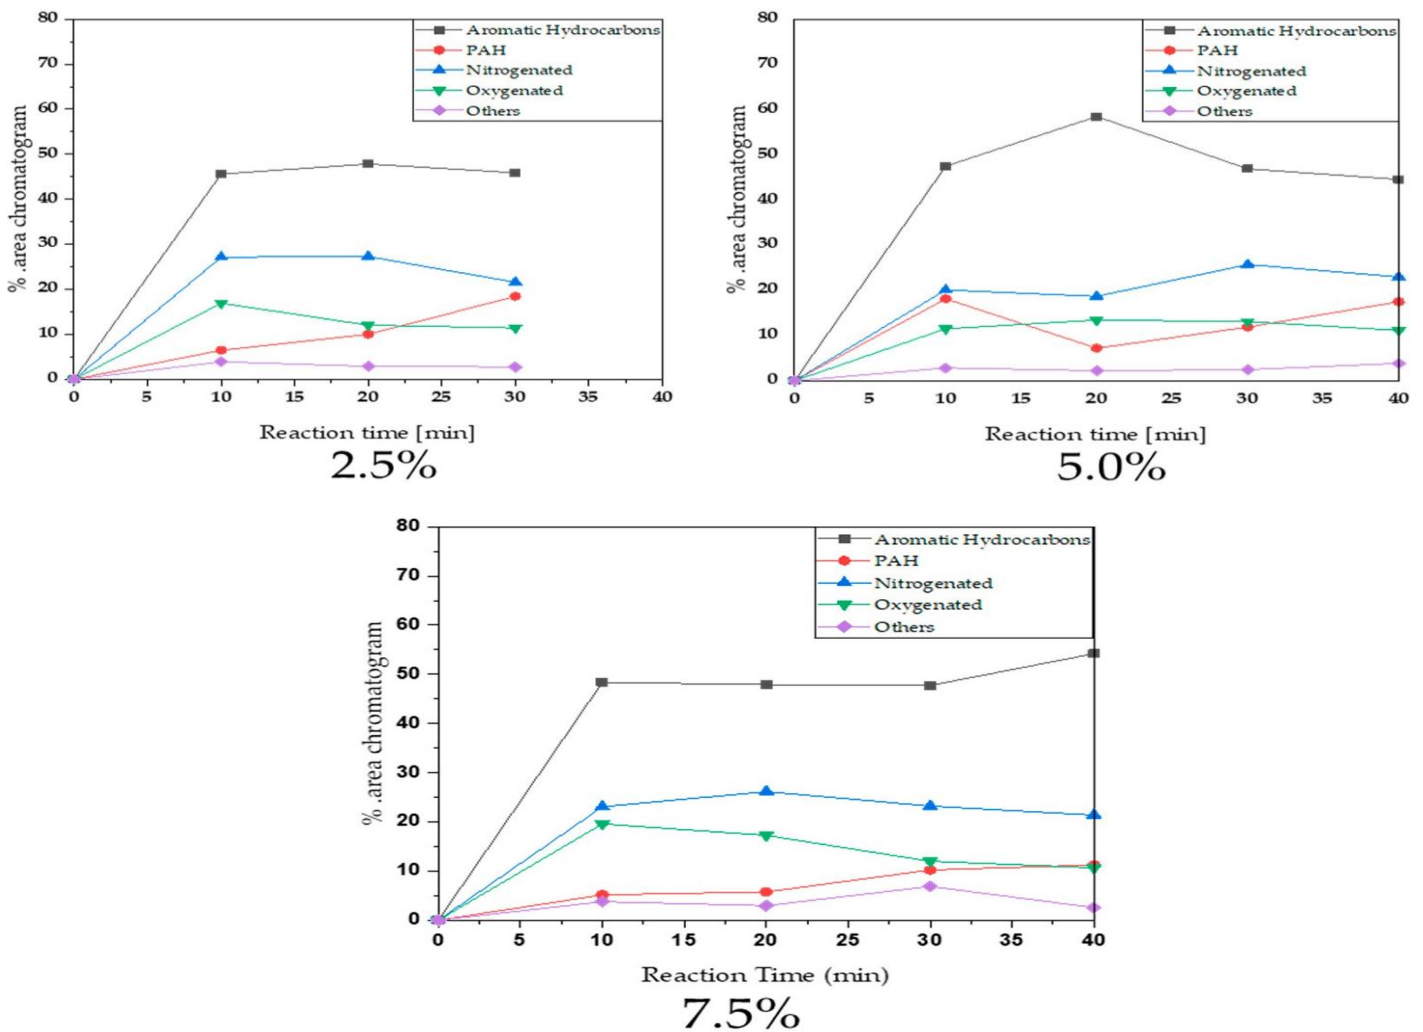 80
70
60
50
40
30
20
10
0
% .area chromatogram
Aromatic Hydrocarbons
PAH
Nitrogenated
Oxygenated
Others
0 5 10 15 20 25 30 35 40
Reaction time [min]
2.5%
80
70
60
50
40
30
20
10
0
% .area chromatogram
Aromatic Hydrocarbons
PAH
Nitrogenated
Oxygenated
Others
0 5 10 15 20 25 30 35 40
Reaction time [min]
5.0%
80
70
60
50
40
30
20
10
0
% .area chromatogram
Aromatic Hydrocarbons
PAH
Nitrogenated
Oxygenated
Others
0 5 10 15 20 25 30 35 40
Reaction Time (min)
7.5%